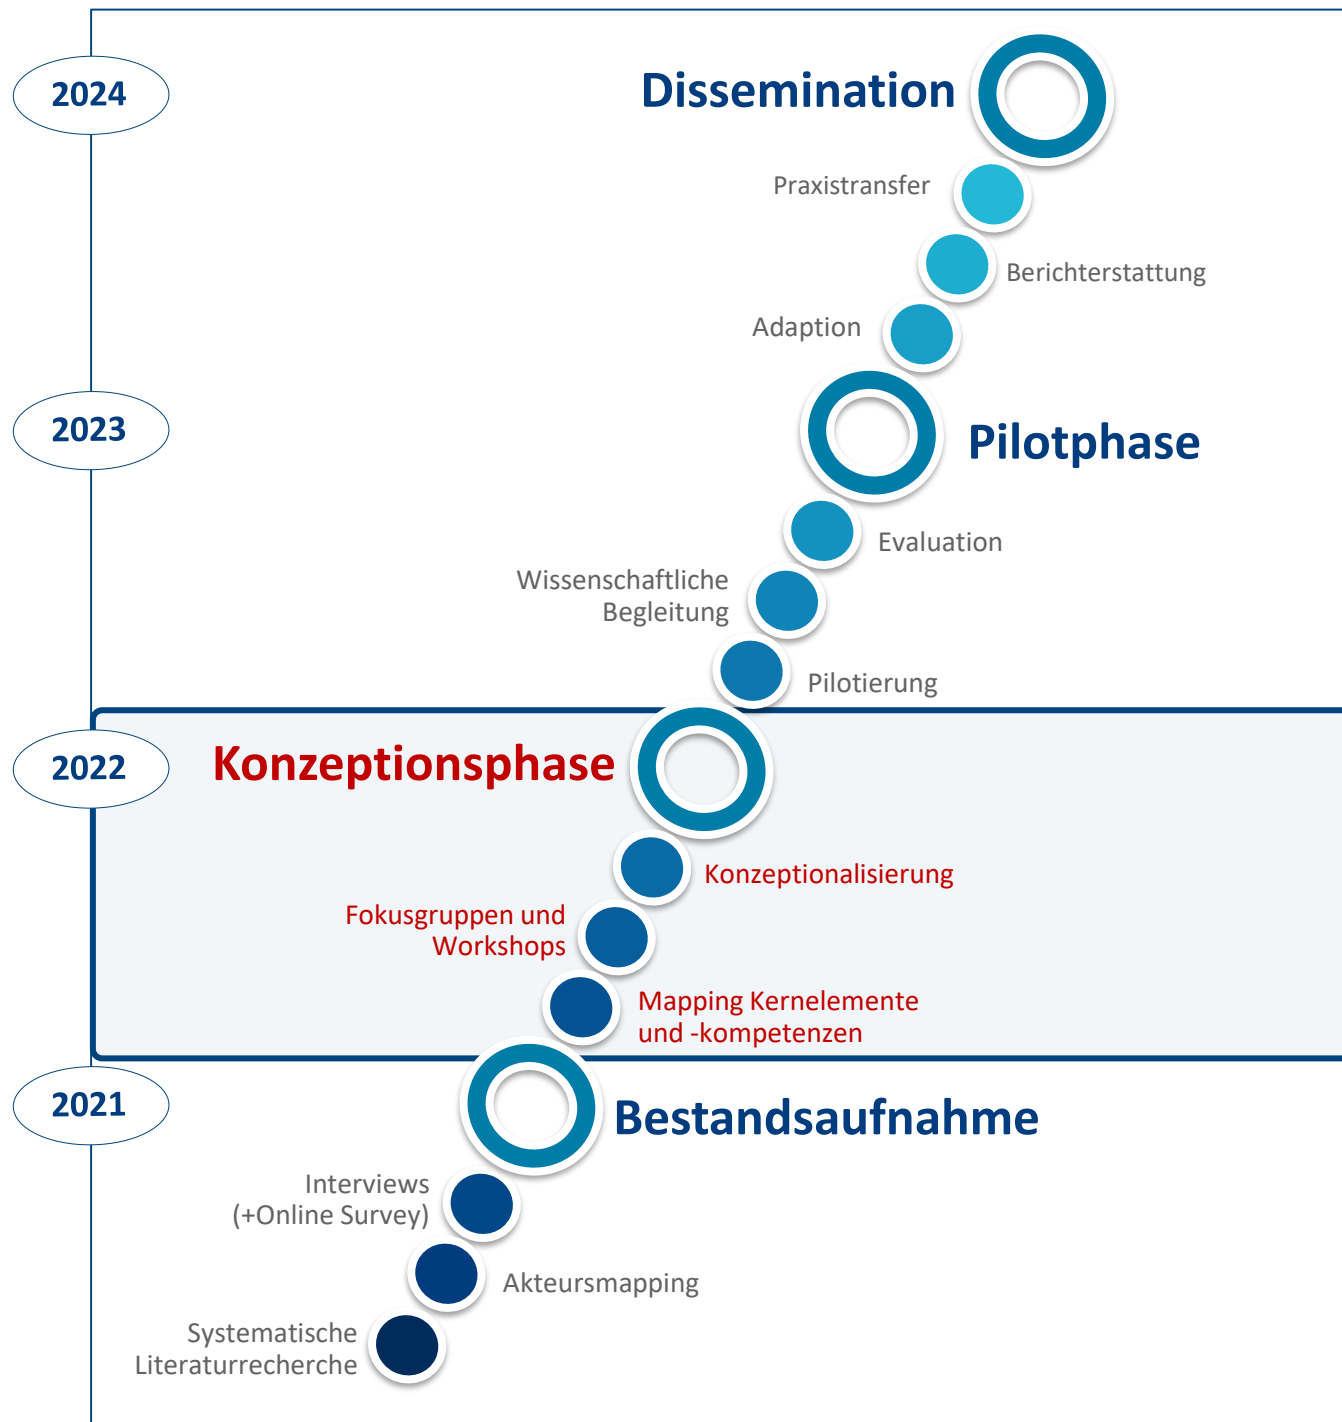 2024
Dissemination
Praxistransfer
Berichterstattung
Adaption
2023
Pilotphase
Evaluation
Wissenschaftliche
Begleitung
Pilotierung
2022
Konzeptionsphase
Konzeptionalisierung
Fokusgruppen und
Workshops
Mapping Kernelemente
und -kompetenzen
2021
Bestandsaufnahme
Interviews
(+Online Survey)
Akteursmapping
Systematische
Literaturrecherche